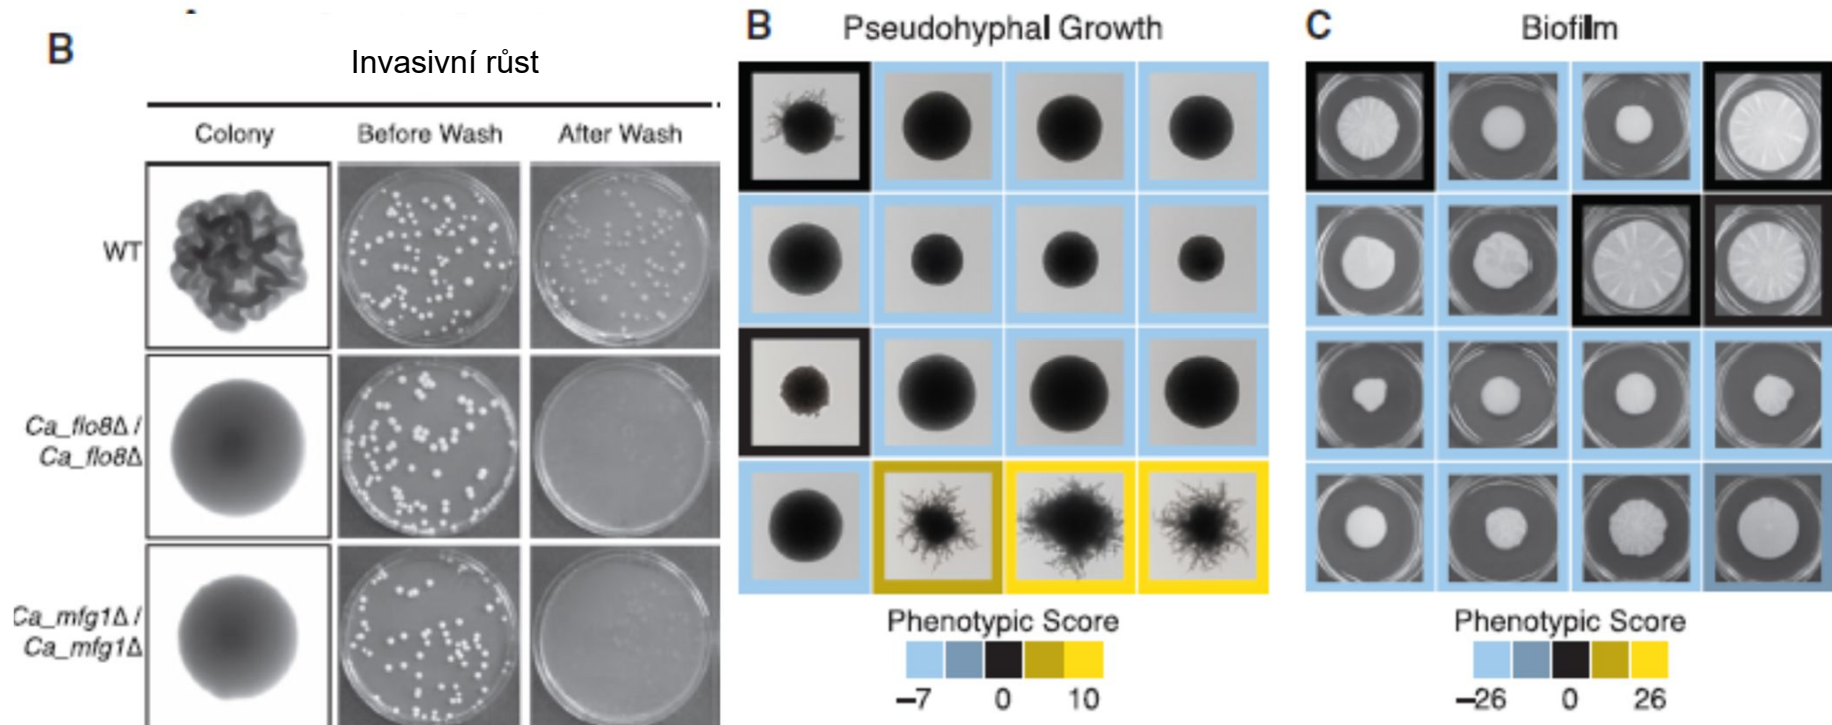 B
Invasivní růst
Colony
Before Wash
After Wash
WT
Ca_flo8Δ /
Ca_flo8Δ
Ca_mfg1Δ /
Ca_mfg1Δ
B
Pseudohyphal Growth
Phenotypic Score
–7
0
10
C
Biofilm
Phenotypic Score
–26
0
26